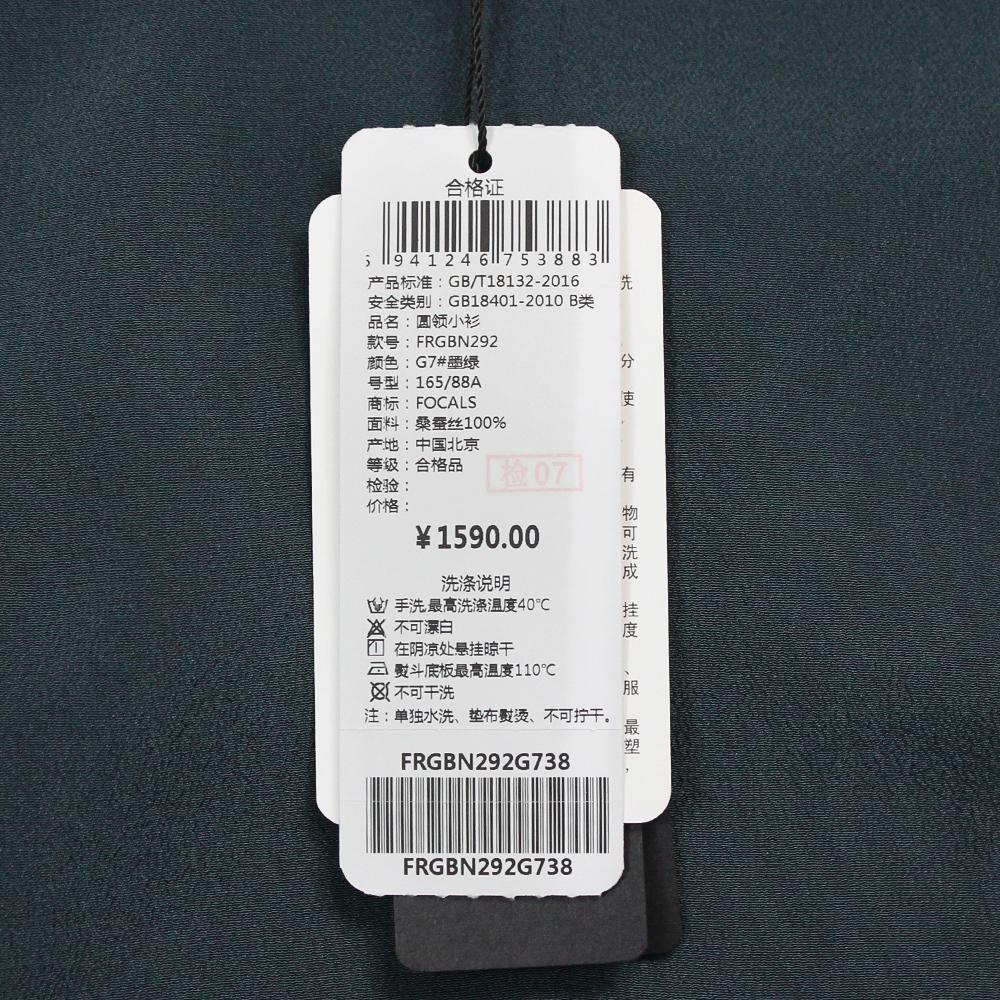 合格证
6 941246 753883
产品标准：GB/T18132-2016
安全类别：GB18401-2010 B类
品名：圆领小衫
款号：FRGBN292
颜色：G7#墨绿
号型：165/88A
商标：FOCALS
面料：桑蚕丝100%
产地：中国北京
等级：合格品
检验：
检07
价格：
¥1590.00
洗涤说明
手洗,最高洗涤温度40℃
不可漂白
在阴凉处悬挂晾干
熨斗底板最高温度110℃
不可干洗
注：单独水洗、垫布熨烫、不可拧干。
FRGBN292G738
FRGBN292G738
洗
分
使
有
物
可
洗
成
挂
度
、
服
最
塑
，